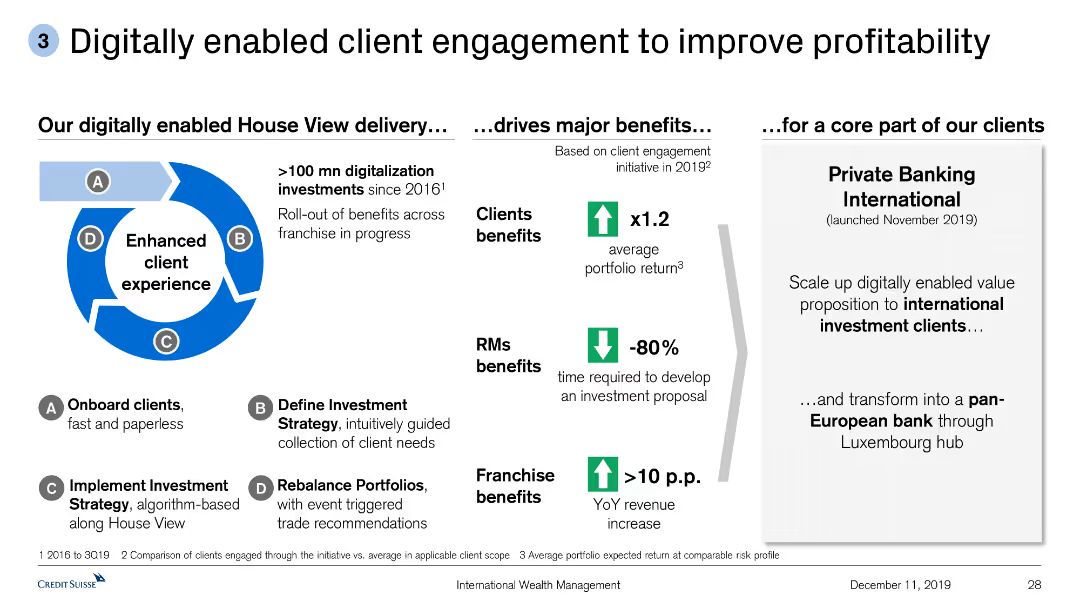 3 Digitally enabled client engagement to improve profitability
Our digitally enabled House View delivery…
A
B
C
D
Enhanced
client
experience
>100 mn digitalization
investments since 2016¹
Roll-out of benefits across
franchise in progress
A Onboard clients,
fast and paperless
B Define Investment
Strategy, intuitively guided
collection of client needs
C Implement Investment
Strategy, algorithm-based
along House View
D Rebalance Portfolios,
with event triggered
trade recommendations
…drives major benefits…
Based on client engagement
initiative in 2019²
Clients
benefits
x1.2
average
portfolio return³
RMs
benefits
-80%
time required to develop
an investment proposal
Franchise
benefits
>10 p.p.
YoY revenue
increase
…for a core part of our clients
Private Banking
International
(launched November 2019)
Scale up digitally enabled value
proposition to international
investment clients…
…and transform into a pan-
European bank through
Luxembourg hub
1 2016 to 3Q19 2 Comparison of clients engaged through the initiative vs. average in applicable client scope 3 Average portfolio expected return at comparable risk profile
CREDIT SUISSE
International Wealth Management
December 11, 2019
28